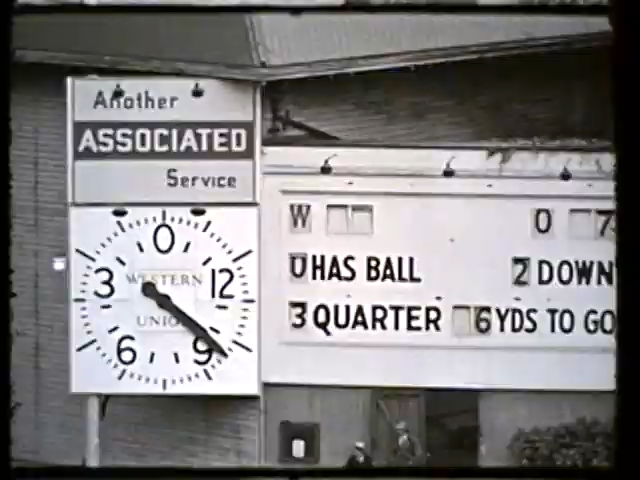 Another
ASSOCIATED
Service
0
3 12
WESTERN
UNION
6 9
W O 7
U HAS BALL 2 DOWN
3 QUARTER 6 YDS TO GO